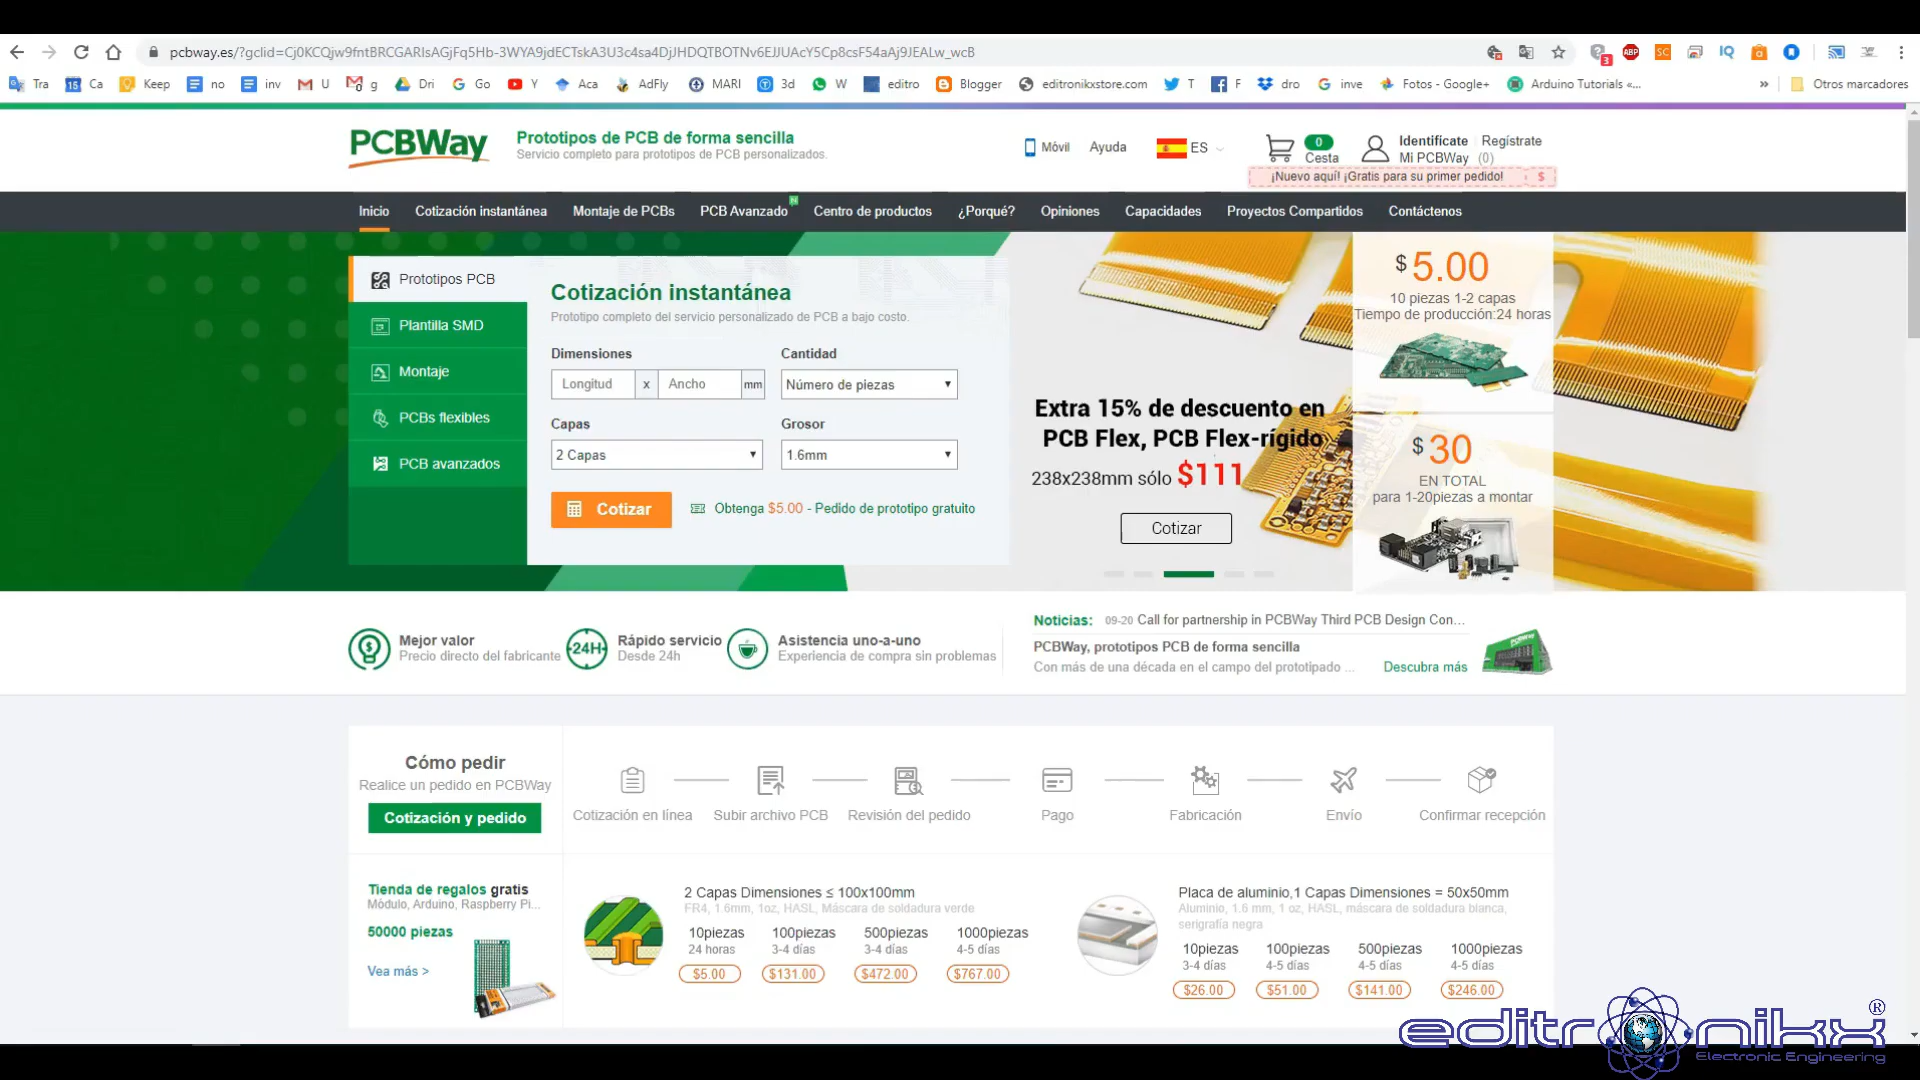 pcbway.es/?gclid=Cj0KCQjw9fntBRCGARIsAGjFq5Hb-3WYA9jdECTskA3U3c4sa4DjJHDQTBOTNv6EJJUAcY5Cp8csF54aAj9JEALw_wcB
3 ABP SC IQ
Tra 15 Ca Keep no inv U g Dri Go Y Aca AdFly MARI 3d W editro Blogger editronikxstore.com T F dro inve Fotos - Google+ Arduino Tutorials «... » Otros marcadores
PCBWay
Prototipos de PCB de forma sencilla
Servicio completo para prototipos de PCB personalizados.
Móvil Ayuda ES 0 Cesta
Identifícate Regístrate
Mi PCBWay (0)
¡Nuevo aquí! ¡Gratis para su primer pedido! $
Inicio Cotización instantánea Montaje de PCBs PCB Avanzado N Centro de productos ¿Porqué? Opiniones Capacidades Proyectos Compartidos Contáctenos
Prototipos PCB
Plantilla SMD
Montaje
PCBs flexibles
PCB avanzados
Cotización instantánea
Prototipo completo del servicio personalizado de PCB a bajo costo.
Dimensiones Cantidad
Longitud x Ancho mm Número de piezas
Capas Grosor
2 Capas 1.6mm
Cotizar Obtenga $5.00 - Pedido de prototipo gratuito
Extra 15% de descuento en
PCB Flex, PCB Flex-rígido
238x238mm sólo $111
Cotizar
$ 5.00
10 piezas 1-2 capas
Tiempo de producción:24 horas
$ 30
EN TOTAL
para 1-20piezas a montar
Mejor valor
Precio directo del fabricante
24H
Rápido servicio
Desde 24h
Asistencia uno-a-uno
Experiencia de compra sin problemas
Noticias: 09-20 Call for partnership in PCBWay Third PCB Design Con...
PCBWay, prototipos PCB de forma sencilla
Con más de una década en el campo del prototipado ... Descubra más
Cómo pedir
Realice un pedido en PCBWay
Cotización y pedido
Cotización en línea Subir archivo PCB Revisión del pedido Pago Fabricación Envío Confirmar recepción
Tienda de regalos gratis
Módulo, Arduino, Raspberry Pi...
50000 piezas
Vea más >
2 Capas Dimensiones ≤ 100x100mm
FR4, 1.6mm, 1oz, HASL, Máscara de soldadura verde
10piezas 100piezas 500piezas 1000piezas
24 horas 3-4 días 3-4 días 4-5 días
$5.00 $131.00 $472.00 $767.00
Placa de aluminio,1 Capas Dimensiones = 50x50mm
Aluminio, 1.6 mm, 1 oz, HASL, máscara de soldadura blanca,
serigrafía negra
10piezas 100piezas 500piezas 1000piezas
3-4 días 4-5 días 4-5 días 4-5 días
$26.00 $51.00 $141.00 $246.00
editronikx ®
Electronic Engineering